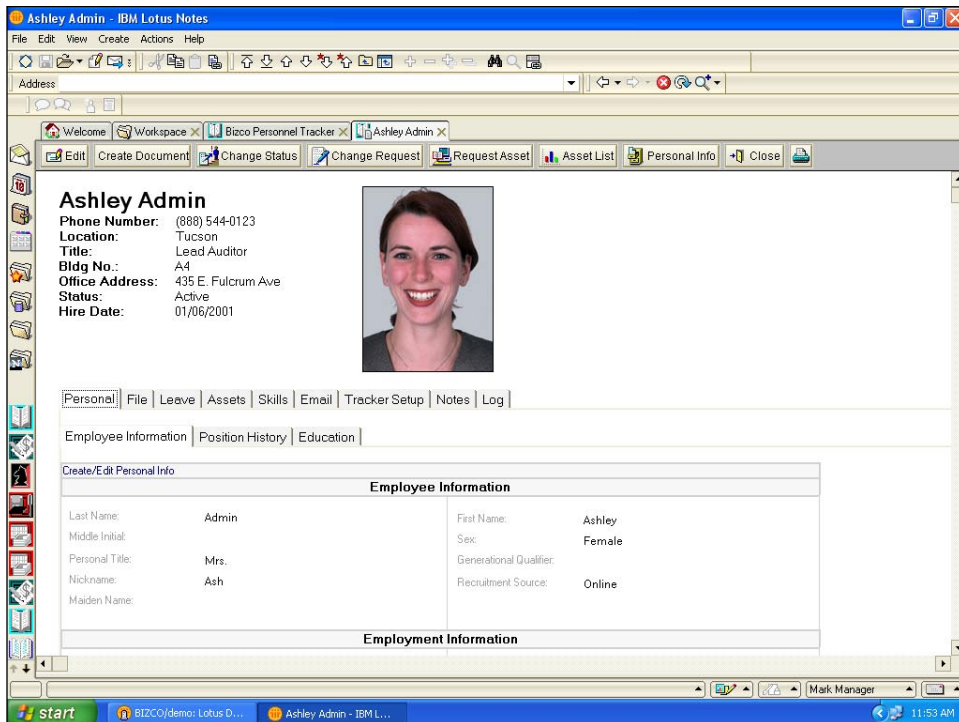 Ashley Admin - IBM Lotus Notes
File Edit View Create Actions Help
Address
Welcome Workspace Bizco Personnel Tracker Ashley Admin
Edit Create Document Change Status Change Request Request Asset Asset List Personal Info Close
Ashley Admin
Phone Number: (888) 544-0123
Location: Tucson
Title: Lead Auditor
Bldg No.: A4
Office Address: 435 E. Fulcrum Ave
Status: Active
Hire Date: 01/06/2001
Personal File Leave Assets Skills Email Tracker Setup Notes Log
Employee Information Position History Education
Create/Edit Personal Info
Employee Information
Last Name: Admin First Name: Ashley
Middle Initial: Sex: Female
Personal Title: Mrs. Generational Qualifier:
Nickname: Ash Recruitment Source: Online
Maiden Name:
Employment Information
Mark Manager
start BIZCO/demo: Lotus D... Ashley Admin - IBM L... 11:53 AM